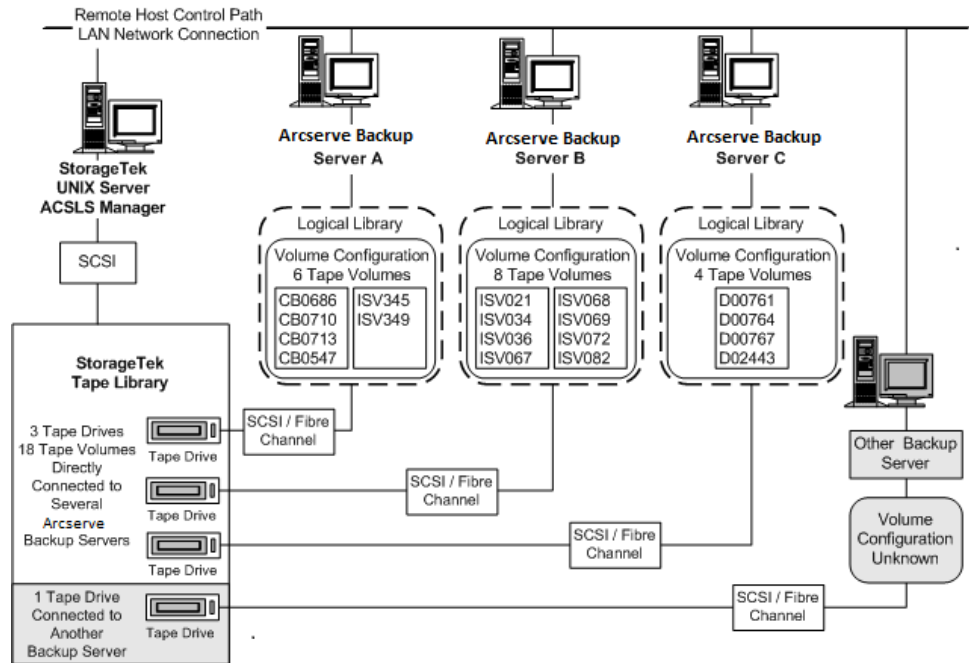 Remote Host Control Path
LAN Network Connection
StorageTek
UNIX Server
ACSLS Manager
SCSI
Arcserve Backup
Server A
Logical Library
Volume Configuration
6 Tape Volumes
CB0686
CB0710
CB0713
CB0547
ISV345
ISV349
Arcserve Backup
Server B
Logical Library
Volume Configuration
8 Tape Volumes
ISV021
ISV034
ISV036
ISV067
ISV068
ISV069
ISV072
ISV082
Arcserve Backup
Server C
Logical Library
Volume Configuration
4 Tape Volumes
D00761
D00764
D00767
D02443
StorageTek
Tape Library
3 Tape Drives
18 Tape Volumes
Directly
Connected to
Several
Arcserve
Backup Servers
Tape Drive
Tape Drive
Tape Drive
1 Tape Drive
Connected to
Another
Backup Server
Tape Drive
SCSI / Fibre
Channel
SCSI / Fibre
Channel
SCSI / Fibre
Channel
SCSI / Fibre
Channel
Other Backup
Server
Volume
Configuration
Unknown